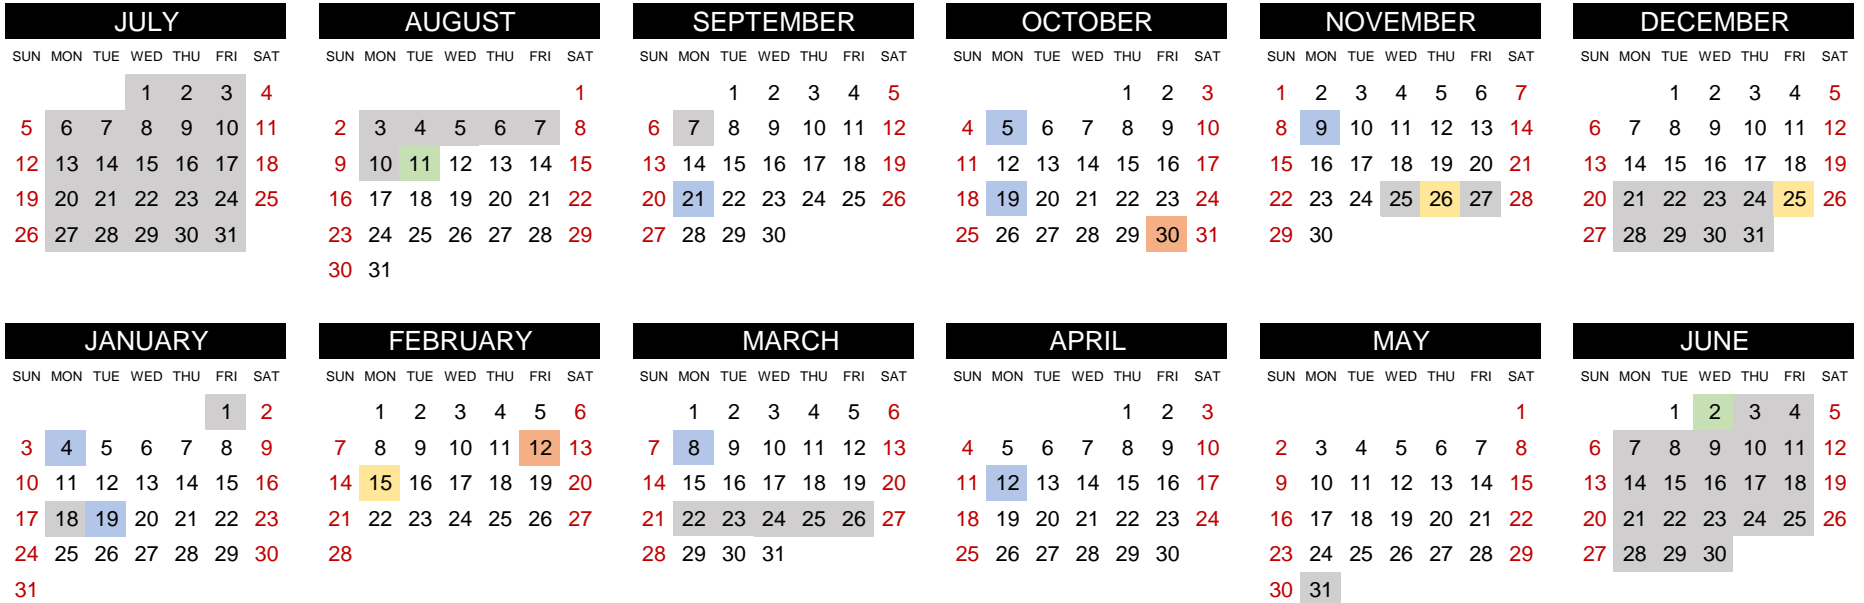 JULY AUGUST SEPTEMBER OCTOBER NOVEMBER DECEMBER
SUN MON TUE WED THU FRI SAT SUN MON TUE WED THU FRI SAT SUN MON TUE WED THU FRI SAT SUN MON TUE WED THU FRI SAT SUN MON TUE WED THU FRI SAT SUN MON TUE WED THU FRI SAT
1 2 3 4 1 1 2 3 4 5 1 2 3 1 2 3 4 5 6 7 1 2 3 4 5
5 6 7 8 9 10 11 2 3 4 5 6 7 8 6 7 8 9 10 11 12 4 5 6 7 8 9 10 8 9 10 11 12 13 14 6 7 8 9 10 11 12
12 13 14 15 16 17 18 9 10 11 12 13 14 15 13 14 15 16 17 18 19 11 12 13 14 15 16 17 15 16 17 18 19 20 21 13 14 15 16 17 18 19
19 20 21 22 23 24 25 16 17 18 19 20 21 22 20 21 22 23 24 25 26 18 19 20 21 22 23 24 22 23 24 25 26 27 28 20 21 22 23 24 25 26
26 27 28 29 30 31 23 24 25 26 27 28 29 27 28 29 30 25 26 27 28 29 30 31 29 30 27 28 29 30 31
30 31
JANUARY FEBRUARY MARCH APRIL MAY JUNE
SUN MON TUE WED THU FRI SAT SUN MON TUE WED THU FRI SAT SUN MON TUE WED THU FRI SAT SUN MON TUE WED THU FRI SAT SUN MON TUE WED THU FRI SAT SUN MON TUE WED THU FRI SAT
1 2 1 2 3 4 5 6 1 2 3 4 5 6 1 2 3 1 1 2 3 4 5
3 4 5 6 7 8 9 7 8 9 10 11 12 13 7 8 9 10 11 12 13 4 5 6 7 8 9 10 2 3 4 5 6 7 8 6 7 8 9 10 11 12
10 11 12 13 14 15 16 14 15 16 17 18 19 20 14 15 16 17 18 19 20 11 12 13 14 15 16 17 9 10 11 12 13 14 15 13 14 15 16 17 18 19
17 18 19 20 21 22 23 21 22 23 24 25 26 27 21 22 23 24 25 26 27 18 19 20 21 22 23 24 16 17 18 19 20 21 22 20 21 22 23 24 25 26
24 25 26 27 28 29 30 28 28 29 30 31 25 26 27 28 29 30 23 24 25 26 27 28 29 27 28 29 30
31 30 31